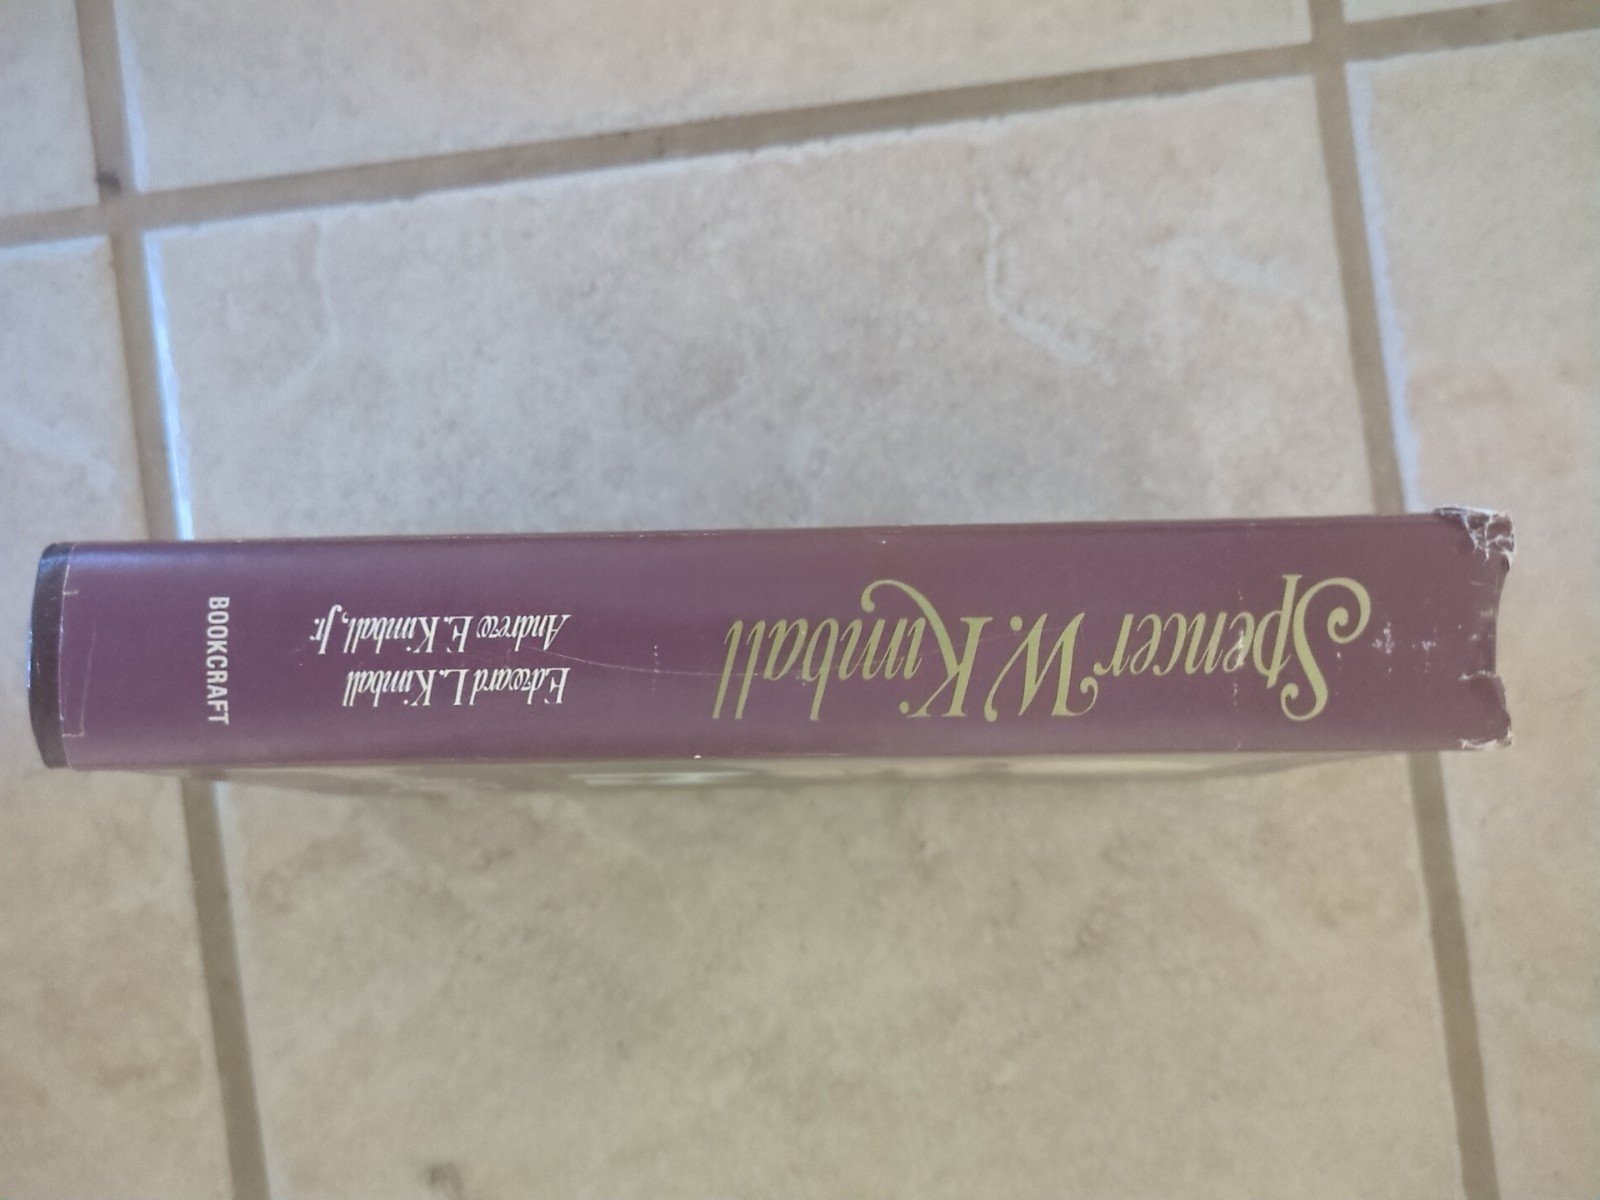 Spencer W. Kimball
Edward L. Kimball
Andrew E. Kimball, Jr.
BOOKCRAFT